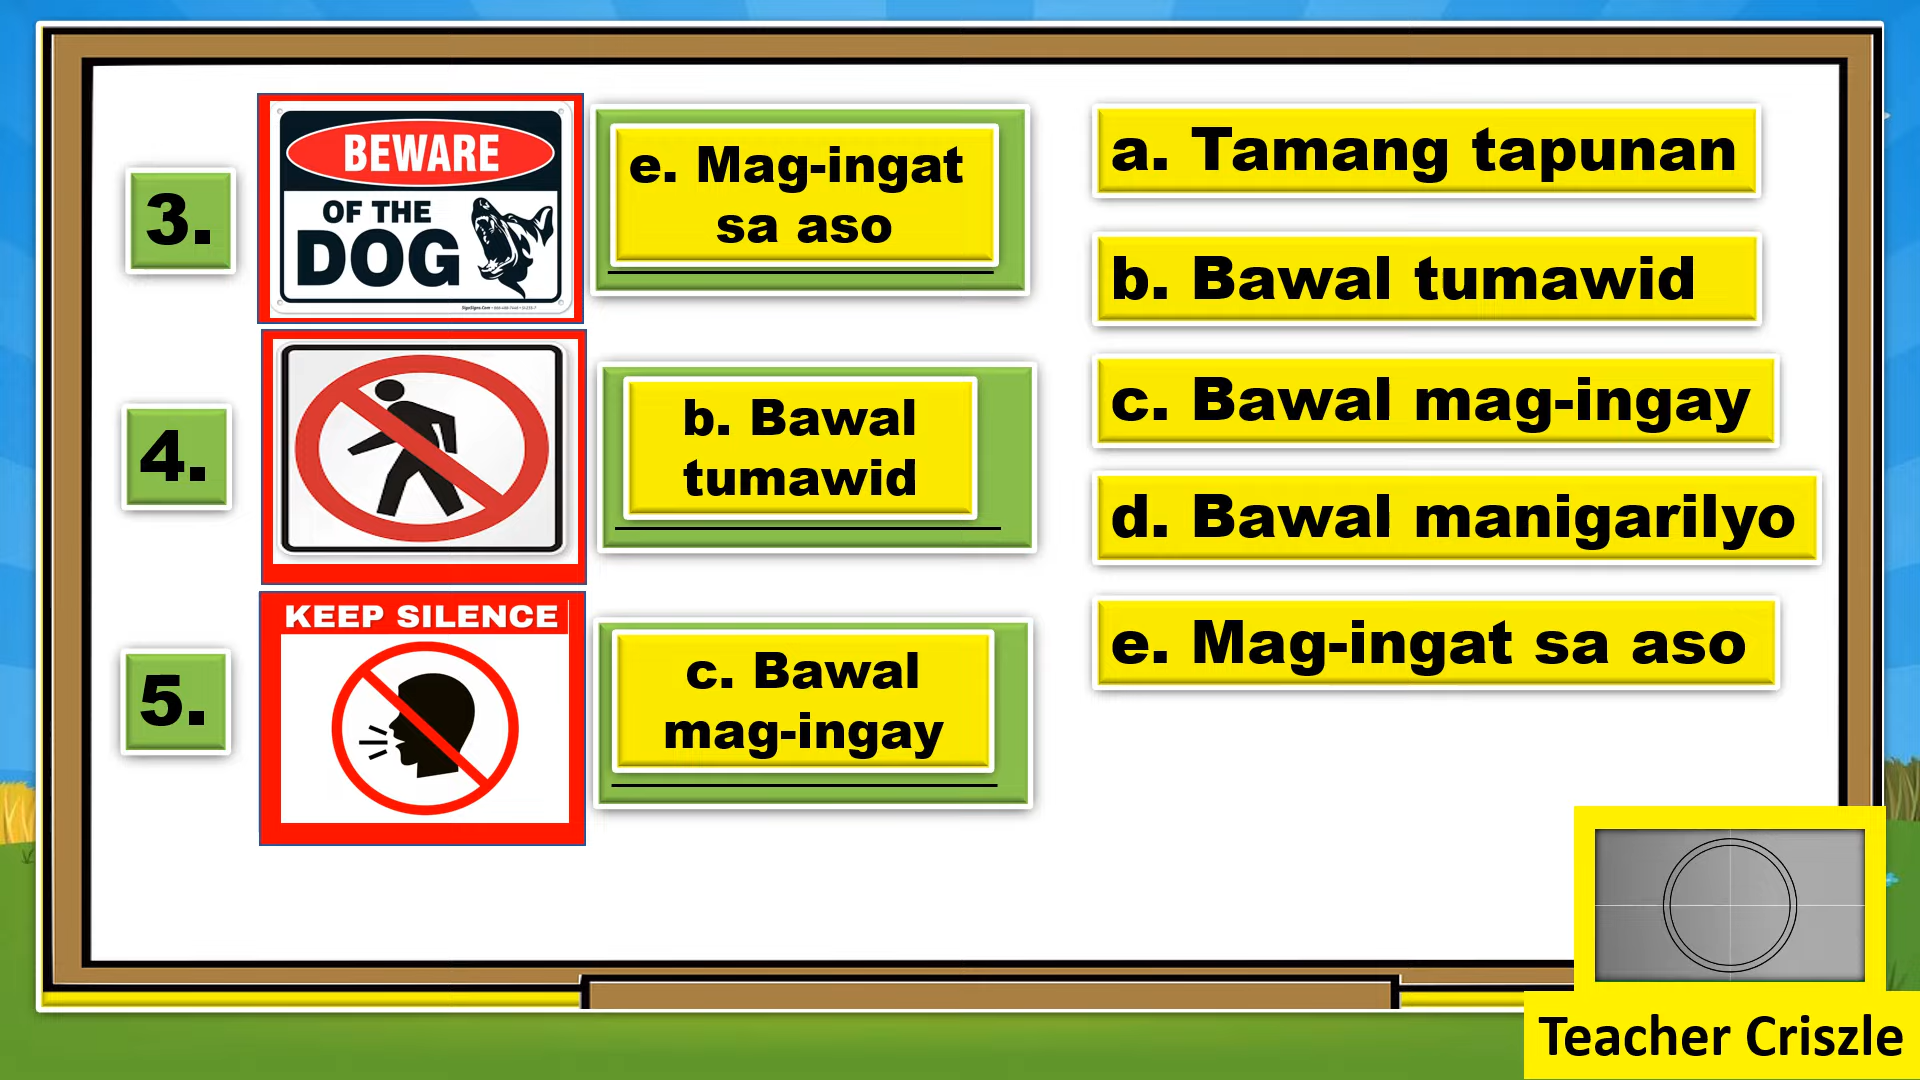 3.
BEWARE
OF THE
DOG
e. Mag-ingat
sa aso
4.
b. Bawal
tumawid
5.
KEEP SILENCE
c. Bawal
mag-ingay
a. Tamang tapunan
b. Bawal tumawid
c. Bawal mag-ingay
d. Bawal manigarilyo
e. Mag-ingat sa aso
Teacher Criszle